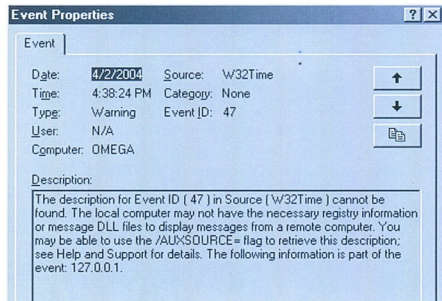 Event Properties
Event
Date: 4/2/2004 Source: W32Time
Time: 4:38:24 PM Category: None
Type: Warning Event ID: 47
User: N/A
Computer: OMEGA
Description:
The description for Event ID ( 47 ) in Source ( W32Time ) cannot be
found. The local computer may not have the necessary registry information
or message DLL files to display messages from a remote computer. You
may be able to use the /AUXSOURCE= flag to retrieve this description;
see Help and Support for details. The following information is part of the
event: 127.0.0.1.